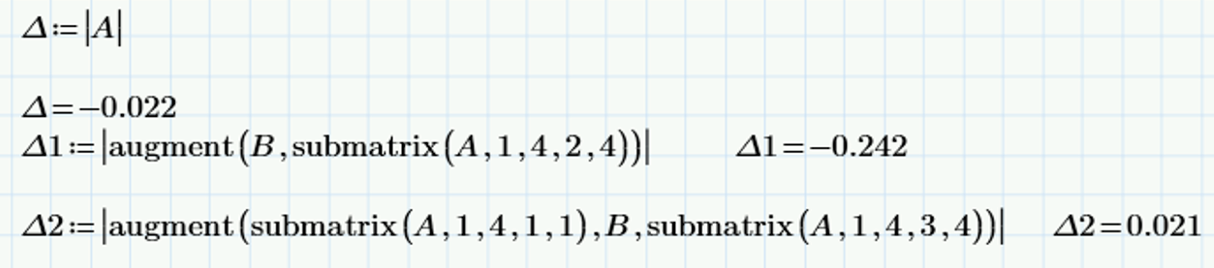 Δ:=|A|
Δ=−0.022
Δ1:=|augment(B,submatrix(A,1,4,2,4))| Δ1=−0.242
Δ2:=|augment(submatrix(A,1,4,1,1),B,submatrix(A,1,4,3,4))| Δ2=0.021